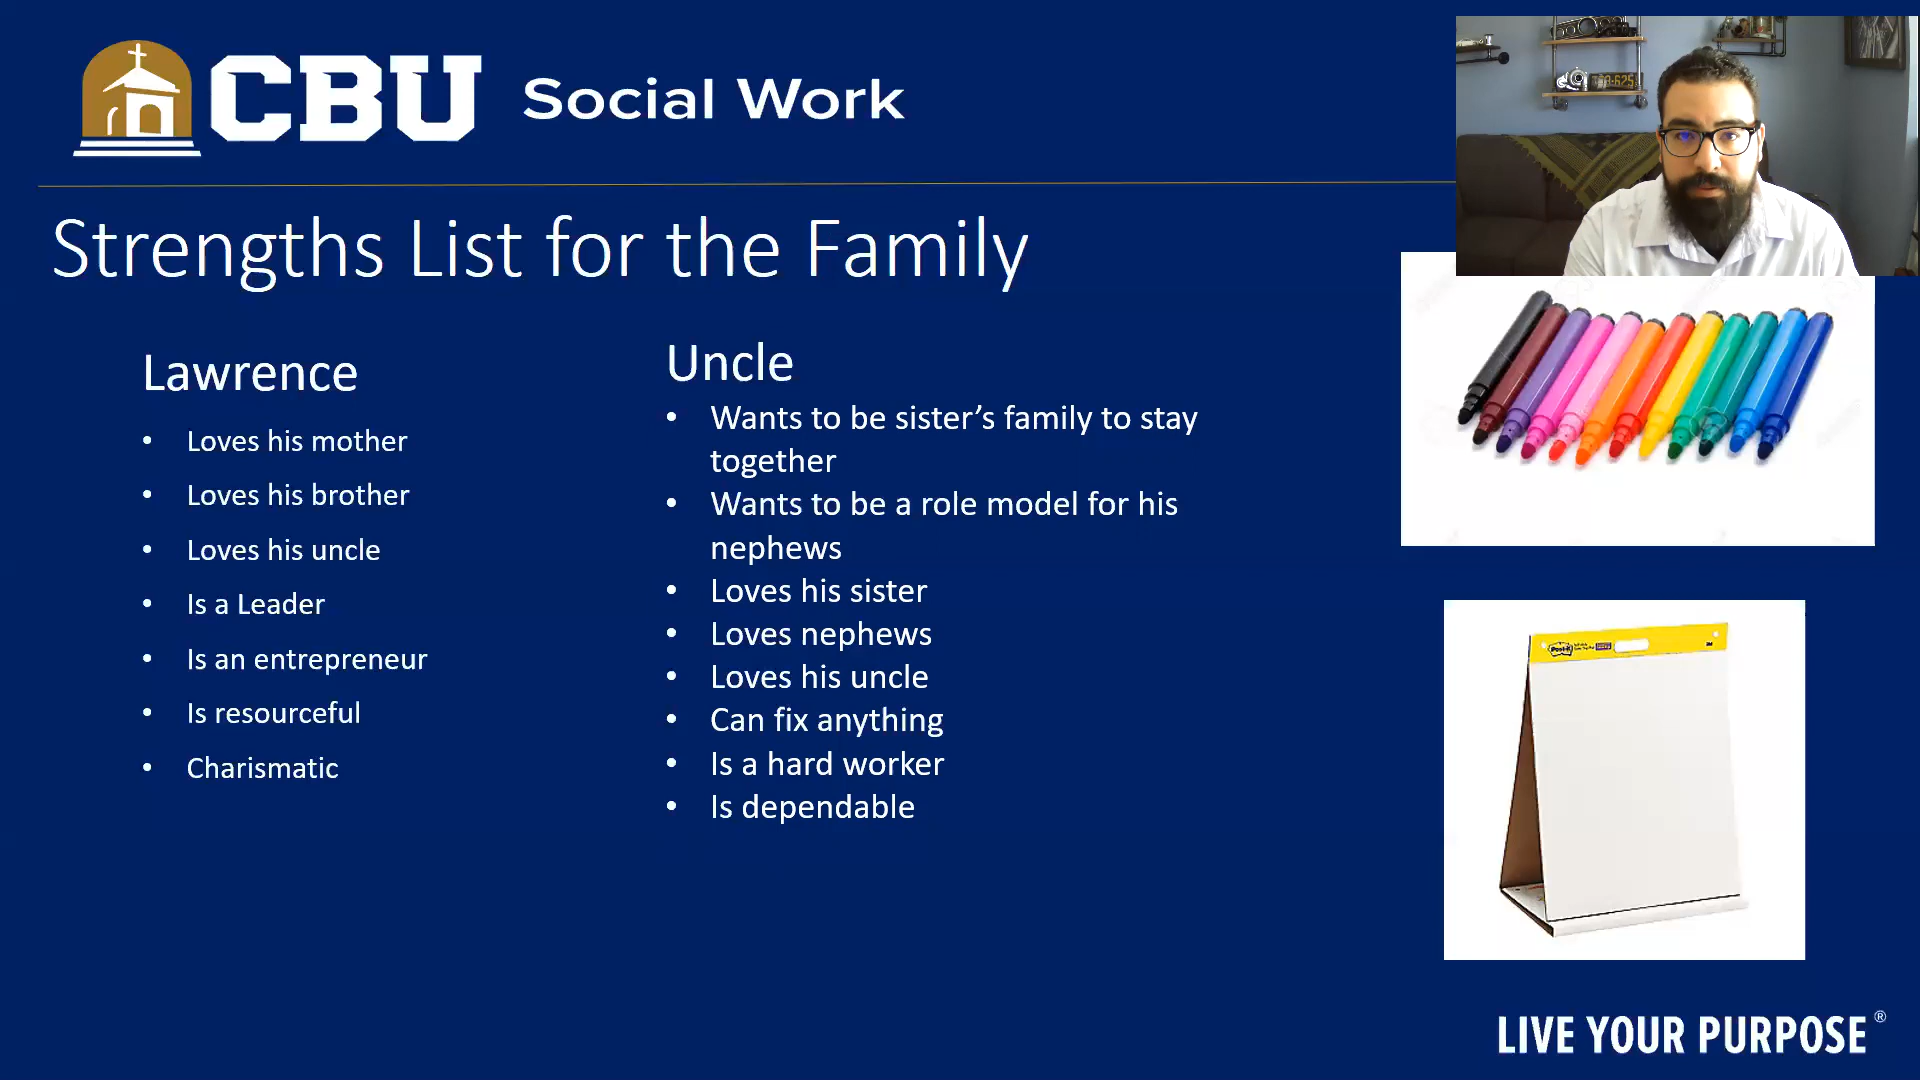 CBU Social Work
Strengths List for the Family
Lawrence
• Loves his mother
• Loves his brother
• Loves his uncle
• Is a Leader
• Is an entrepreneur
• Is resourceful
• Charismatic
Uncle
• Wants to be sister’s family to stay
together
• Wants to be a role model for his
nephews
• Loves his sister
• Loves nephews
• Loves his uncle
• Can fix anything
• Is a hard worker
• Is dependable
Post-it
LIVE YOUR PURPOSE®